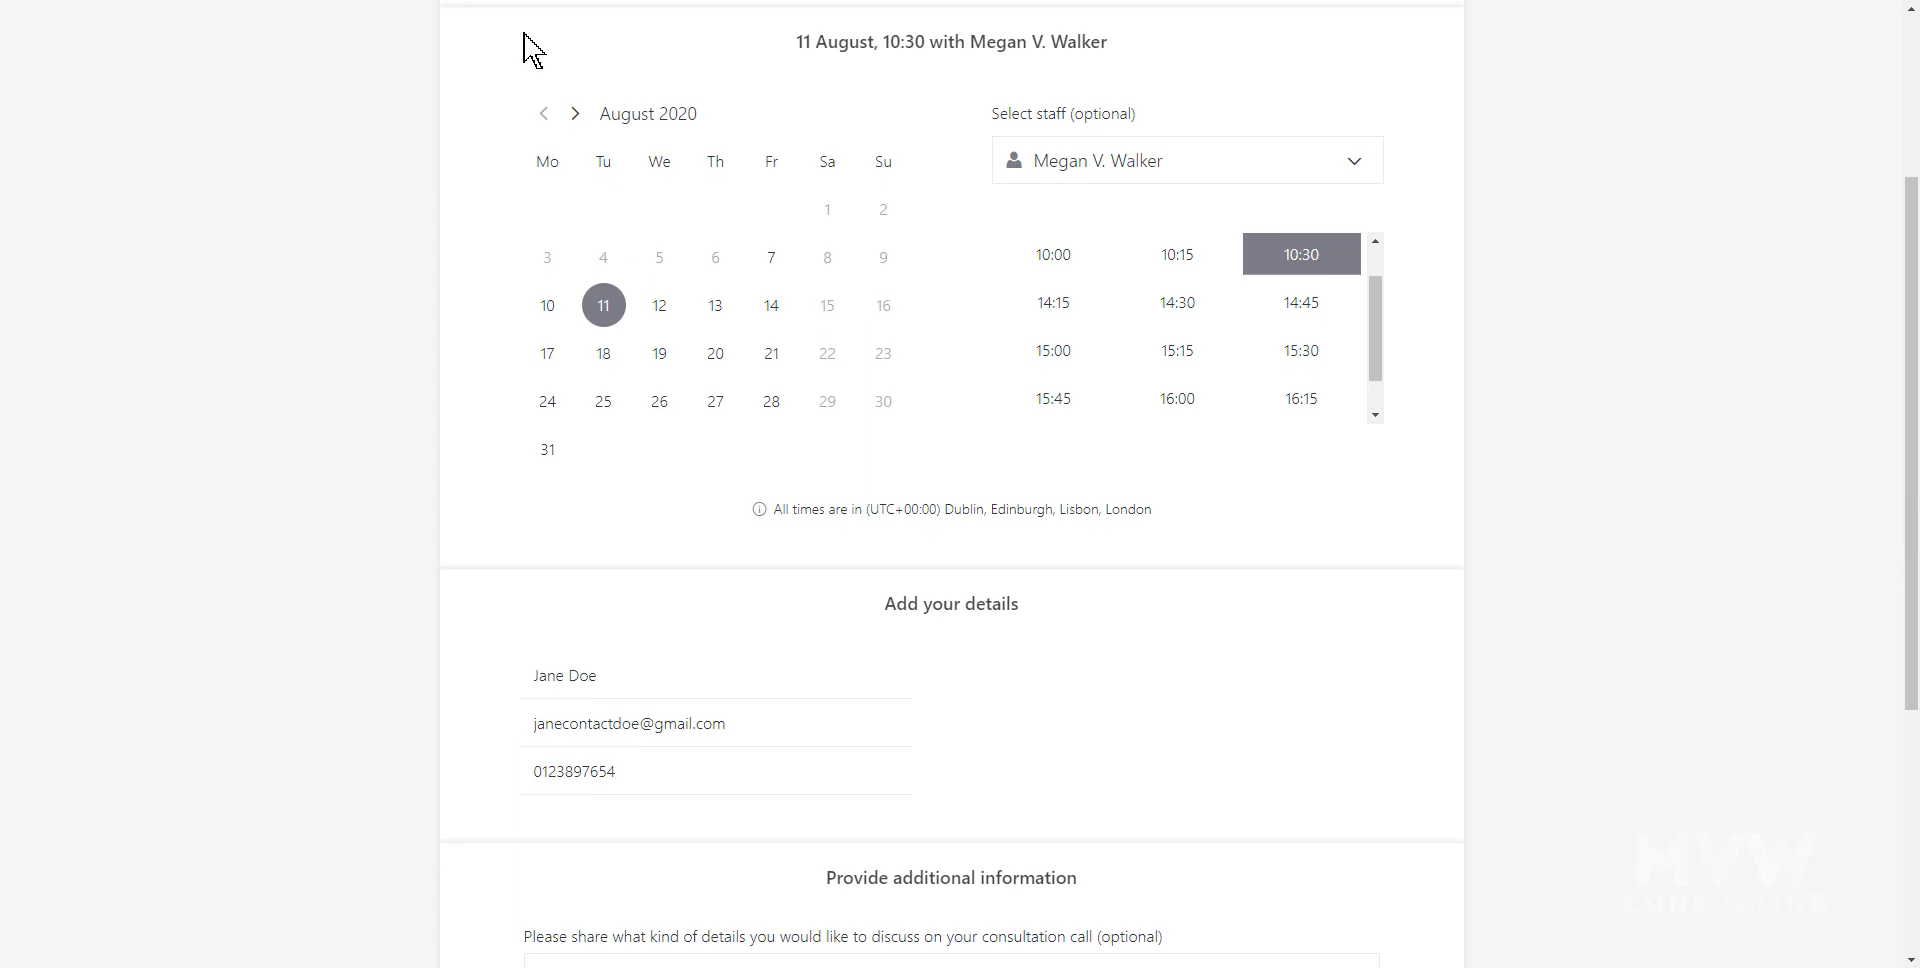 11 August, 10:30 with Megan V. Walker
August 2020
Mo Tu We Th Fr Sa Su
1 2
3 4 5 6 7 8 9
10 11 12 13 14 15 16
17 18 19 20 21 22 23
24 25 26 27 28 29 30
31
Select staff (optional)
Megan V. Walker
10:00 10:15 10:30
14:15 14:30 14:45
15:00 15:15 15:30
15:45 16:00 16:15
All times are in (UTC+00:00) Dublin, Edinburgh, Lisbon, London
Add your details
Jane Doe
janecontactdoe@gmail.com
0123897654
Provide additional information
Please share what kind of details you would like to discuss on your consultation call (optional)
MVW
CONSULTING